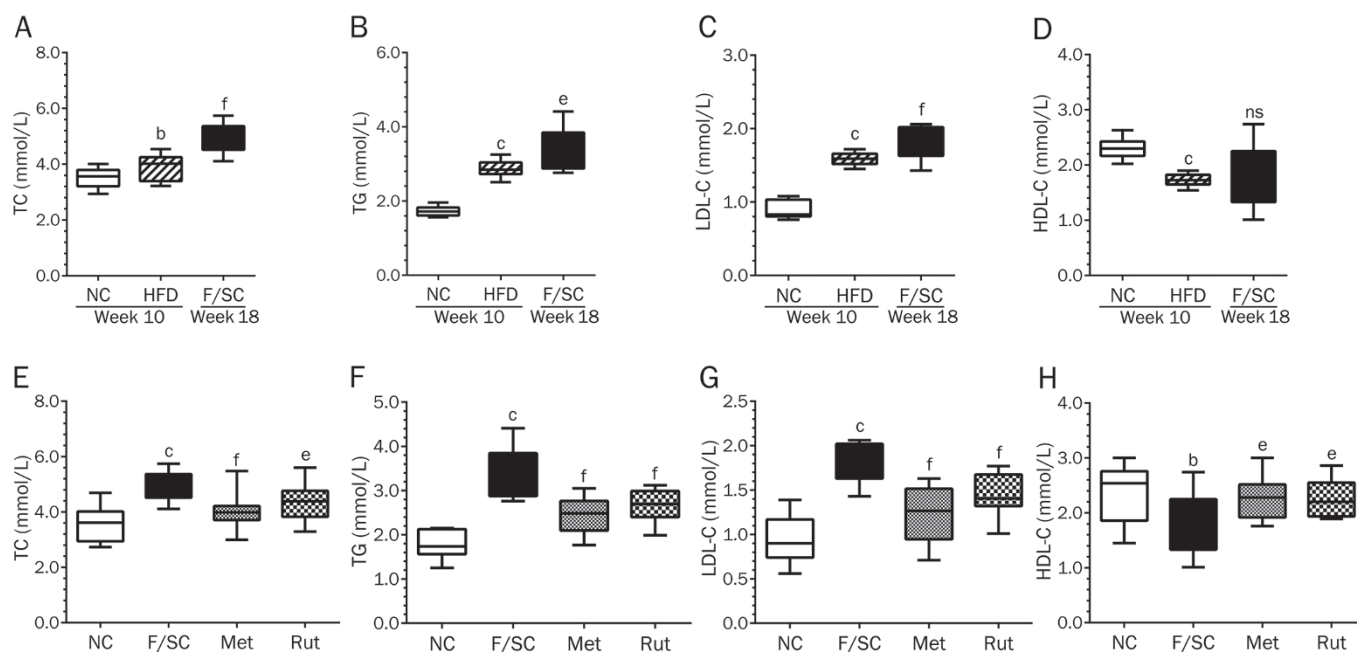 A
TC (mmol/L)
8.0
6.0
4.0
2.0
0.0
b
f
NC HFD F/SC
Week 10 Week 18
B
TG (mmol/L)
6.0
4.0
2.0
0.0
c
e
NC HFD F/SC
Week 10 Week 18
C
LDL-C (mmol/L)
3.0
2.0
1.0
0.0
c
f
NC HFD F/SC
Week 10 Week 18
D
HDL-C (mmol/L)
4.0
3.0
2.0
1.0
0.0
c
ns
NC HFD F/SC
Week 10 Week 18
E
TC (mmol/L)
8.0
6.0
4.0
2.0
0.0
c
f
e
NC F/SC Met Rut
F
TG (mmol/L)
5.0
4.0
3.0
2.0
1.0
0.0
c
f
f
NC F/SC Met Rut
G
LDL-C (mmol/L)
2.5
2.0
1.5
1.0
0.5
0.0
c
f
f
NC F/SC Met Rut
H
HDL-C (mmol/L)
4.0
3.0
2.0
1.0
0.0
b
e
e
NC F/SC Met Rut